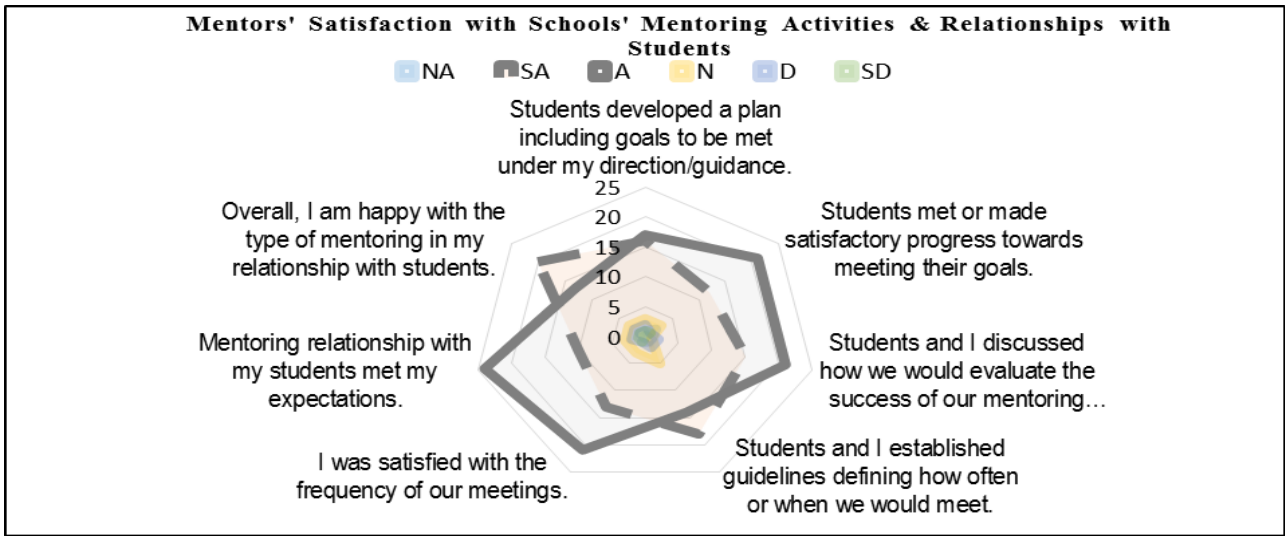 Mentors' Satisfaction with Schools' Mentoring Activities & Relationships with
Students
NA SA A N D SD
Students developed a plan
including goals to be met
under my direction/guidance.
25
20
15
10
5
0
Students met or made
satisfactory progress towards
meeting their goals.
Students and I discussed
how we would evaluate the
success of our mentoring…
Students and I established
guidelines defining how often
or when we would meet.
I was satisfied with the
frequency of our meetings.
Mentoring relationship with
my students met my
expectations.
Overall, I am happy with the
type of mentoring in my
relationship with students.